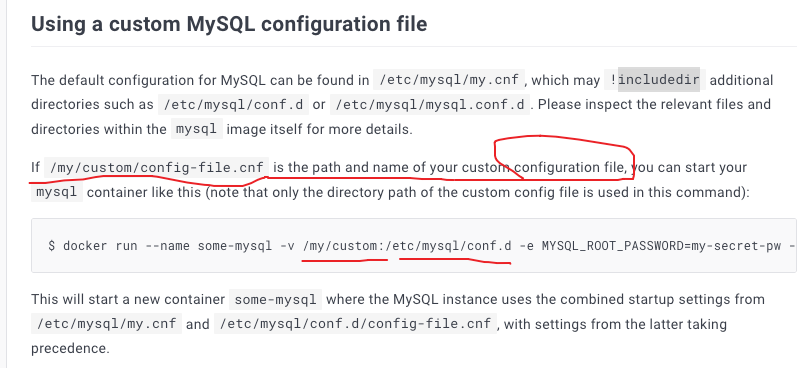 Using a custom MySQL configuration file
The default configuration for MySQL can be found in /etc/mysql/my.cnf, which may !includedir additional
directories such as /etc/mysql/conf.d or /etc/mysql/mysql.conf.d. Please inspect the relevant files and
directories within the mysql image itself for more details.
If /my/custom/config-file.cnf is the path and name of your custom configuration file, you can start your
mysql container like this (note that only the directory path of the custom config file is used in this command):
$ docker run --name some-mysql -v /my/custom:/etc/mysql/conf.d -e MYSQL_ROOT_PASSWORD=my-secret-pw -
This will start a new container some-mysql where the MySQL instance uses the combined startup settings from
/etc/mysql/my.cnf and /etc/mysql/conf.d/config-file.cnf, with settings from the latter taking
precedence.